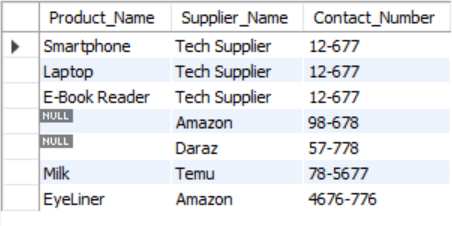 Product_Name Supplier_Name Contact_Number
Smartphone Tech Supplier 12-677
Laptop Tech Supplier 12-677
E-Book Reader Tech Supplier 12-677
NULL Amazon 98-678
NULL Daraz 57-778
Milk Temu 78-5677
EyeLiner Amazon 4676-776